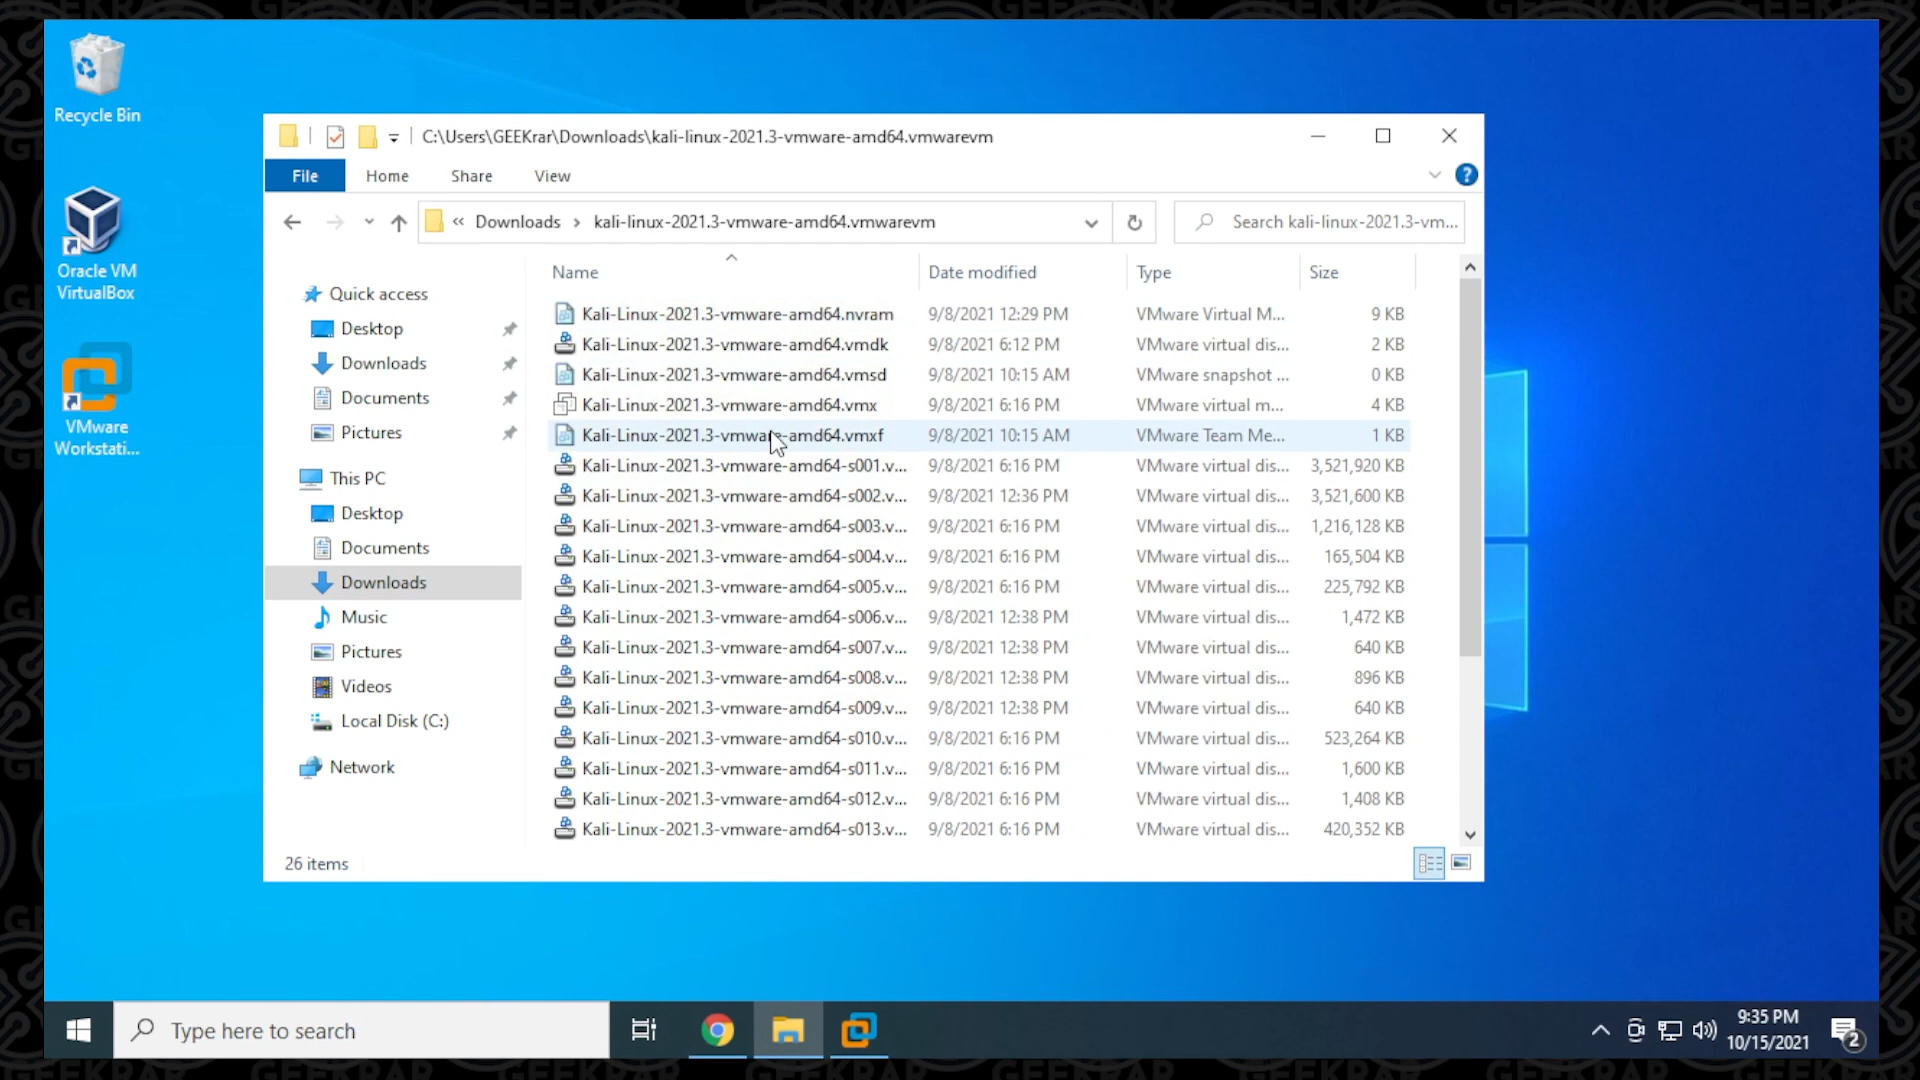 Recycle Bin
Oracle VM
VirtualBox
VMware
Workstati...
C:\Users\GEEKrar\Downloads\kali-linux-2021.3-vmware-amd64.vmwarevm
File Home Share View
« Downloads › kali-linux-2021.3-vmware-amd64.vmwarevm
Search kali-linux-2021.3-vm...
Quick access
Desktop
Downloads
Documents
Pictures
This PC
Desktop
Documents
Downloads
Music
Pictures
Videos
Local Disk (C:)
Network
Name Date modified Type Size
Kali-Linux-2021.3-vmware-amd64.nvram 9/8/2021 12:29 PM VMware Virtual M... 9 KB
Kali-Linux-2021.3-vmware-amd64.vmdk 9/8/2021 6:12 PM VMware virtual dis... 2 KB
Kali-Linux-2021.3-vmware-amd64.vmsd 9/8/2021 10:15 AM VMware snapshot ... 0 KB
Kali-Linux-2021.3-vmware-amd64.vmx 9/8/2021 6:16 PM VMware virtual m... 4 KB
Kali-Linux-2021.3-vmware-amd64.vmxf 9/8/2021 10:15 AM VMware Team Me... 1 KB
Kali-Linux-2021.3-vmware-amd64-s001.v... 9/8/2021 6:16 PM VMware virtual dis... 3,521,920 KB
Kali-Linux-2021.3-vmware-amd64-s002.v... 9/8/2021 12:36 PM VMware virtual dis... 3,521,600 KB
Kali-Linux-2021.3-vmware-amd64-s003.v... 9/8/2021 6:16 PM VMware virtual dis... 1,216,128 KB
Kali-Linux-2021.3-vmware-amd64-s004.v... 9/8/2021 6:16 PM VMware virtual dis... 165,504 KB
Kali-Linux-2021.3-vmware-amd64-s005.v... 9/8/2021 6:16 PM VMware virtual dis... 225,792 KB
Kali-Linux-2021.3-vmware-amd64-s006.v... 9/8/2021 12:38 PM VMware virtual dis... 1,472 KB
Kali-Linux-2021.3-vmware-amd64-s007.v... 9/8/2021 12:38 PM VMware virtual dis... 640 KB
Kali-Linux-2021.3-vmware-amd64-s008.v... 9/8/2021 12:38 PM VMware virtual dis... 896 KB
Kali-Linux-2021.3-vmware-amd64-s009.v... 9/8/2021 12:38 PM VMware virtual dis... 640 KB
Kali-Linux-2021.3-vmware-amd64-s010.v... 9/8/2021 6:16 PM VMware virtual dis... 523,264 KB
Kali-Linux-2021.3-vmware-amd64-s011.v... 9/8/2021 6:16 PM VMware virtual dis... 1,600 KB
Kali-Linux-2021.3-vmware-amd64-s012.v... 9/8/2021 6:16 PM VMware virtual dis... 1,408 KB
Kali-Linux-2021.3-vmware-amd64-s013.v... 9/8/2021 6:16 PM VMware virtual dis... 420,352 KB
26 items
Type here to search
9:35 PM
10/15/2021
2